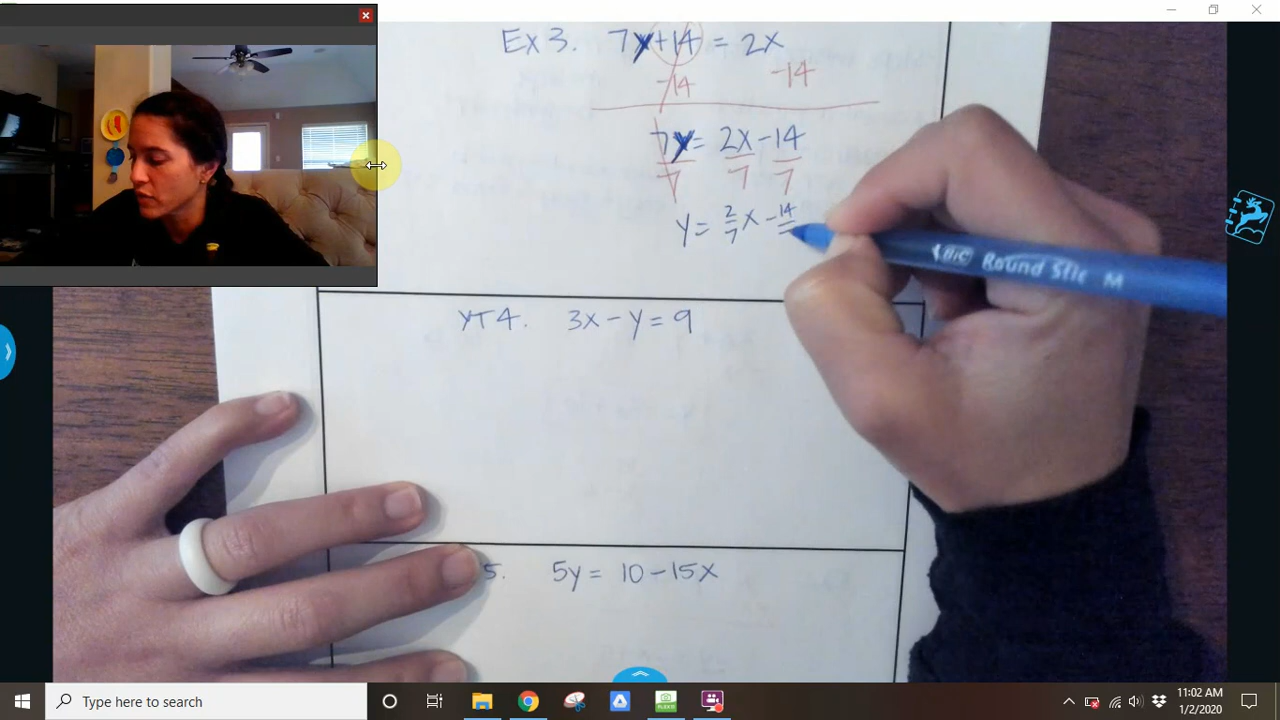 Ex 3. 7y+14 = 2x
-14 -14
7y = 2x-14
7 7 7
y = 2/7 x - 14/
YT 4. 3x - y = 9
5. 5y = 10 - 15x
BIC Round Stic M
Type here to search
11:02 AM
1/2/2020